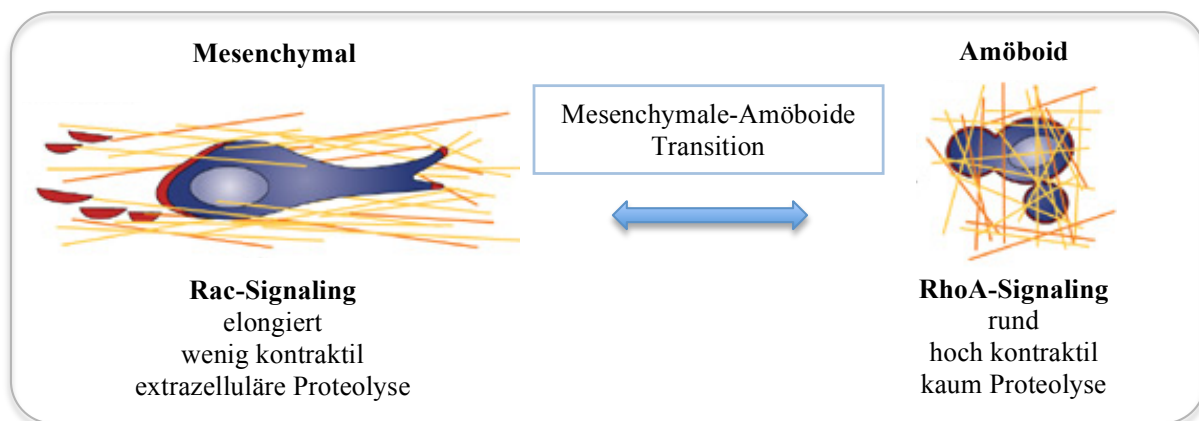 Mesenchymal
Amöboid
Mesenchymale-Amöboide
Transition
Rac-Signaling
elongiert
wenig kontraktil
extrazelluläre Proteolyse
RhoA-Signaling
rund
hoch kontraktil
kaum Proteolyse